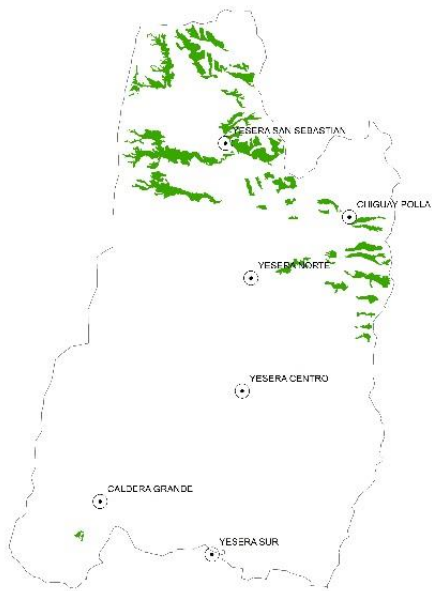 YESERA SAN SEBASTIAN
CHIGUAY POLLA
YESERA NORTE
YESERA CENTRO
CALDERA GRANDE
YESERA SUR